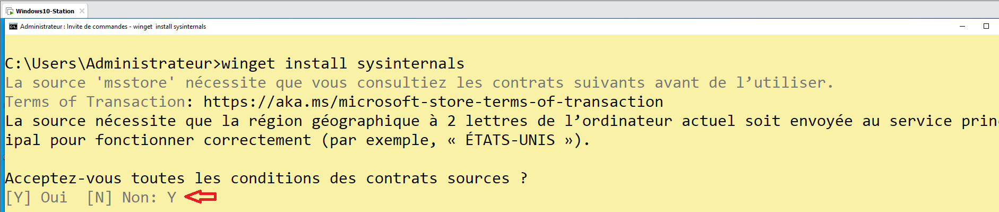 Windows10-Station
Administrateur : Invite de commandes - winget install sysinternals
C:\Users\Administrateur>winget install sysinternals
La source 'msstore' nécessite que vous consultiez les contrats suivants avant de l’utiliser.
Terms of Transaction: https://aka.ms/microsoft-store-terms-of-transaction
La source nécessite que la région géographique à 2 lettres de l’ordinateur actuel soit envoyée au service princ
ipal pour fonctionner correctement (par exemple, « ÉTATS-UNIS »).
Acceptez-vous toutes les conditions des contrats sources ?
[Y] Oui  [N] Non: Y